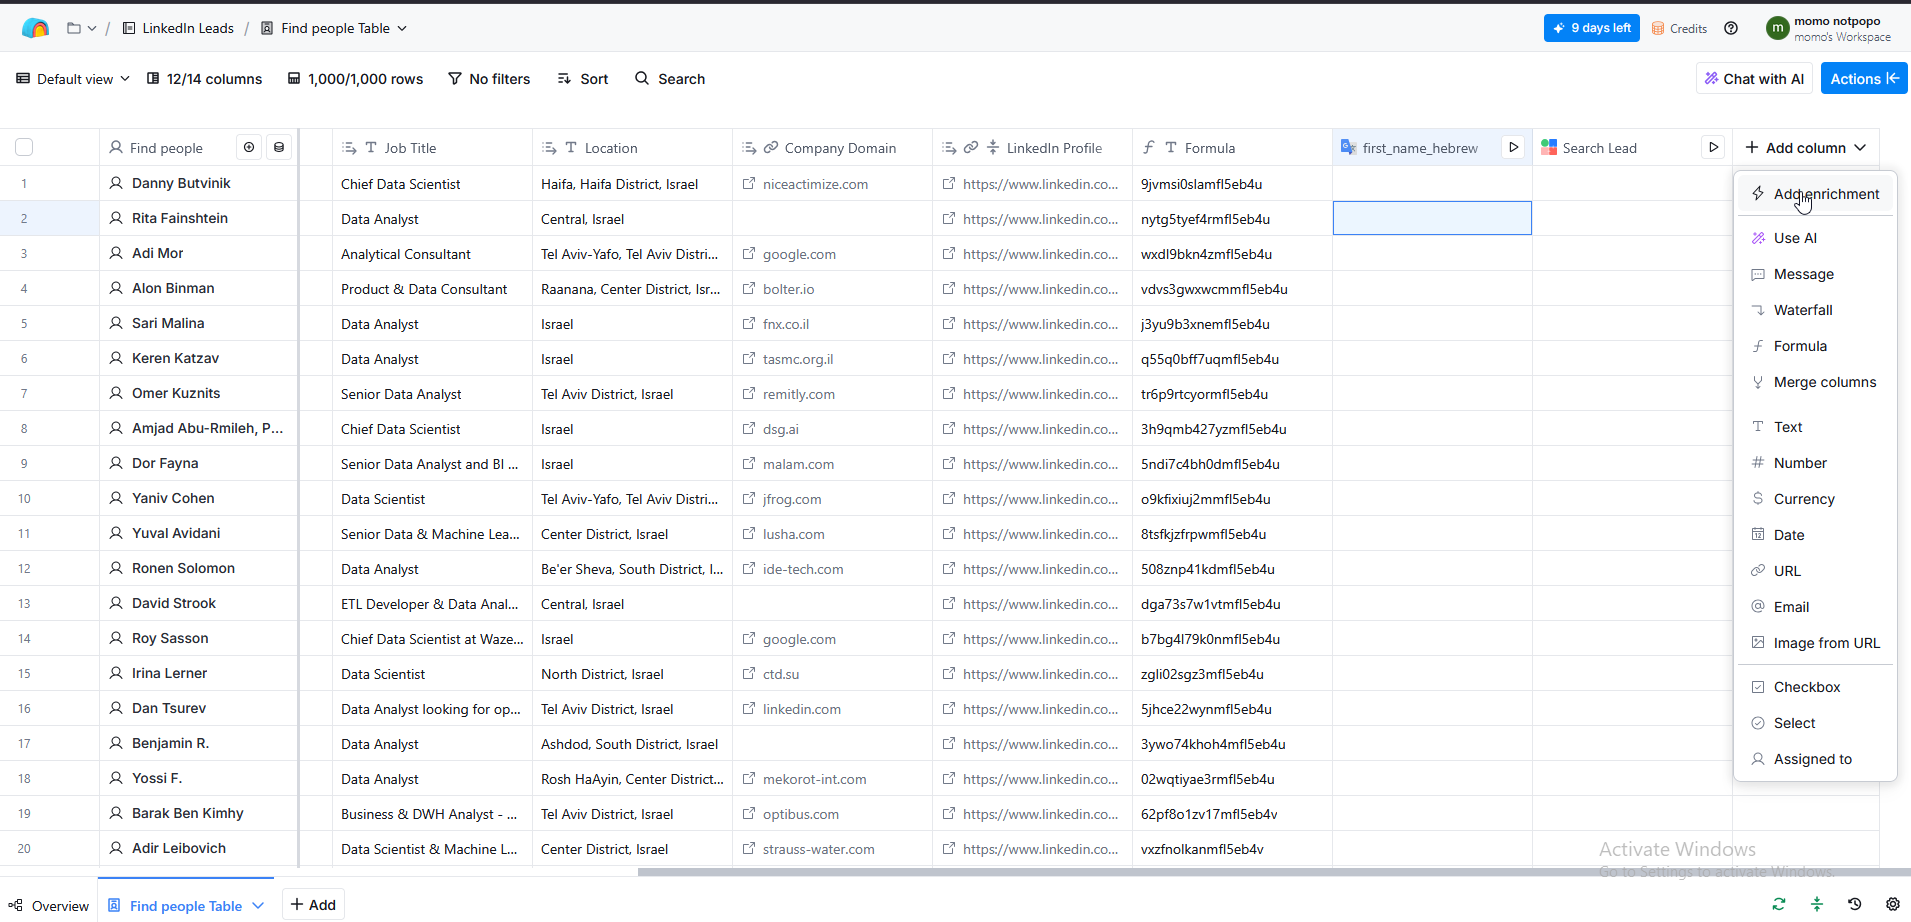 LinkedIn Leads / Find people Table
9 days left
Credits
m
momo notpopo
momo's Workspace
Default view 12/14 columns 1,000/1,000 rows No filters Sort Search
Chat with AI
Actions
Find people Job Title Location Company Domain LinkedIn Profile Formula first_name_hebrew Search Lead Add column
1 Danny Butvinik Chief Data Scientist Haifa, Haifa District, Israel niceactimize.com https://www.linkedin.co... 9jvmsi0slamfl5eb4u
2 Rita Fainshtein Data Analyst Central, Israel https://www.linkedin.co... nytg5tyef4rmfl5eb4u
3 Adi Mor Analytical Consultant Tel Aviv-Yafo, Tel Aviv Distri... google.com https://www.linkedin.co... wxdl9bkn4zmfl5eb4u
4 Alon Binman Product & Data Consultant Raanana, Center District, Isr... bolter.io https://www.linkedin.co... vdvs3gwxwcmmfl5eb4u
5 Sari Malina Data Analyst Israel fnx.co.il https://www.linkedin.co... j3yu9b3xnemfl5eb4u
6 Keren Katzav Data Analyst Israel tasmc.org.il https://www.linkedin.co... q55q0bff7uqmfl5eb4u
7 Omer Kuznits Senior Data Analyst Tel Aviv District, Israel remitly.com https://www.linkedin.co... tr6p9rtcyormfl5eb4u
8 Amjad Abu-Rmileh, P... Chief Data Scientist Israel dsg.ai https://www.linkedin.co... 3h9qmb427yzmfl5eb4u
9 Dor Fayna Senior Data Analyst and BI ... Israel malam.com https://www.linkedin.co... 5ndi7c4bh0dmfl5eb4u
10 Yaniv Cohen Data Scientist Tel Aviv-Yafo, Tel Aviv Distri... jfrog.com https://www.linkedin.co... o9kfixiuj2mmfl5eb4u
11 Yuval Avidani Senior Data & Machine Lea... Center District, Israel lusha.com https://www.linkedin.co... 8tsfkjzfrpwmfl5eb4u
12 Ronen Solomon Data Analyst Be'er Sheva, South District, I... ide-tech.com https://www.linkedin.co... 508znp41kdmfl5eb4u
13 David Strook ETL Developer & Data Anal... Central, Israel https://www.linkedin.co... dga73s7w1vtmfl5eb4u
14 Roy Sasson Chief Data Scientist at Waze... Israel google.com https://www.linkedin.co... b7bg4l79k0nmfl5eb4u
15 Irina Lerner Data Scientist North District, Israel ctd.su https://www.linkedin.co... zgli02sgz3mfl5eb4u
16 Dan Tsurev Data Analyst looking for op... Tel Aviv District, Israel linkedin.com https://www.linkedin.co... 5jhce22wynmfl5eb4u
17 Benjamin R. Data Analyst Ashdod, South District, Israel https://www.linkedin.co... 3ywo74khoh4mfl5eb4u
18 Yossi F. Data Analyst Rosh HaAyin, Center District... mekorot-int.com https://www.linkedin.co... 02wqtiyae3rmfl5eb4u
19 Barak Ben Kimhy Business & DWH Analyst - ... Tel Aviv District, Israel optibus.com https://www.linkedin.co... 62pf8o1zv17mfl5eb4v
20 Adir Leibovich Data Scientist & Machine L... Center District, Israel strauss-water.com https://www.linkedin.co... vxzfnolkanmfl5eb4v
Add enrichment
Use AI
Message
Waterfall
Formula
Merge columns
Text
Number
Currency
Date
URL
Email
Image from URL
Checkbox
Select
Assigned to
Activate Windows
Go to Settings to activate Windows.
Overview Find people Table Add